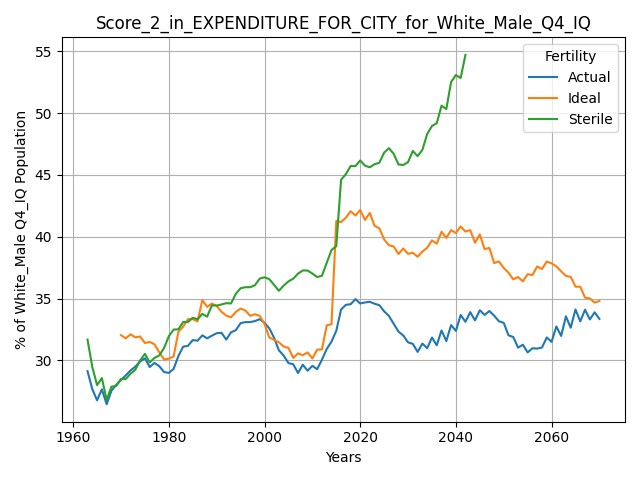 Score_2_in_EXPENDITURE_FOR_CITY_for_White_Male_Q4_IQ
% of White_Male Q4_IQ Population
55
50
45
40
35
30
Fertility
Actual
Ideal
Sterile
1960
1980
2000
2020
2040
2060
Years